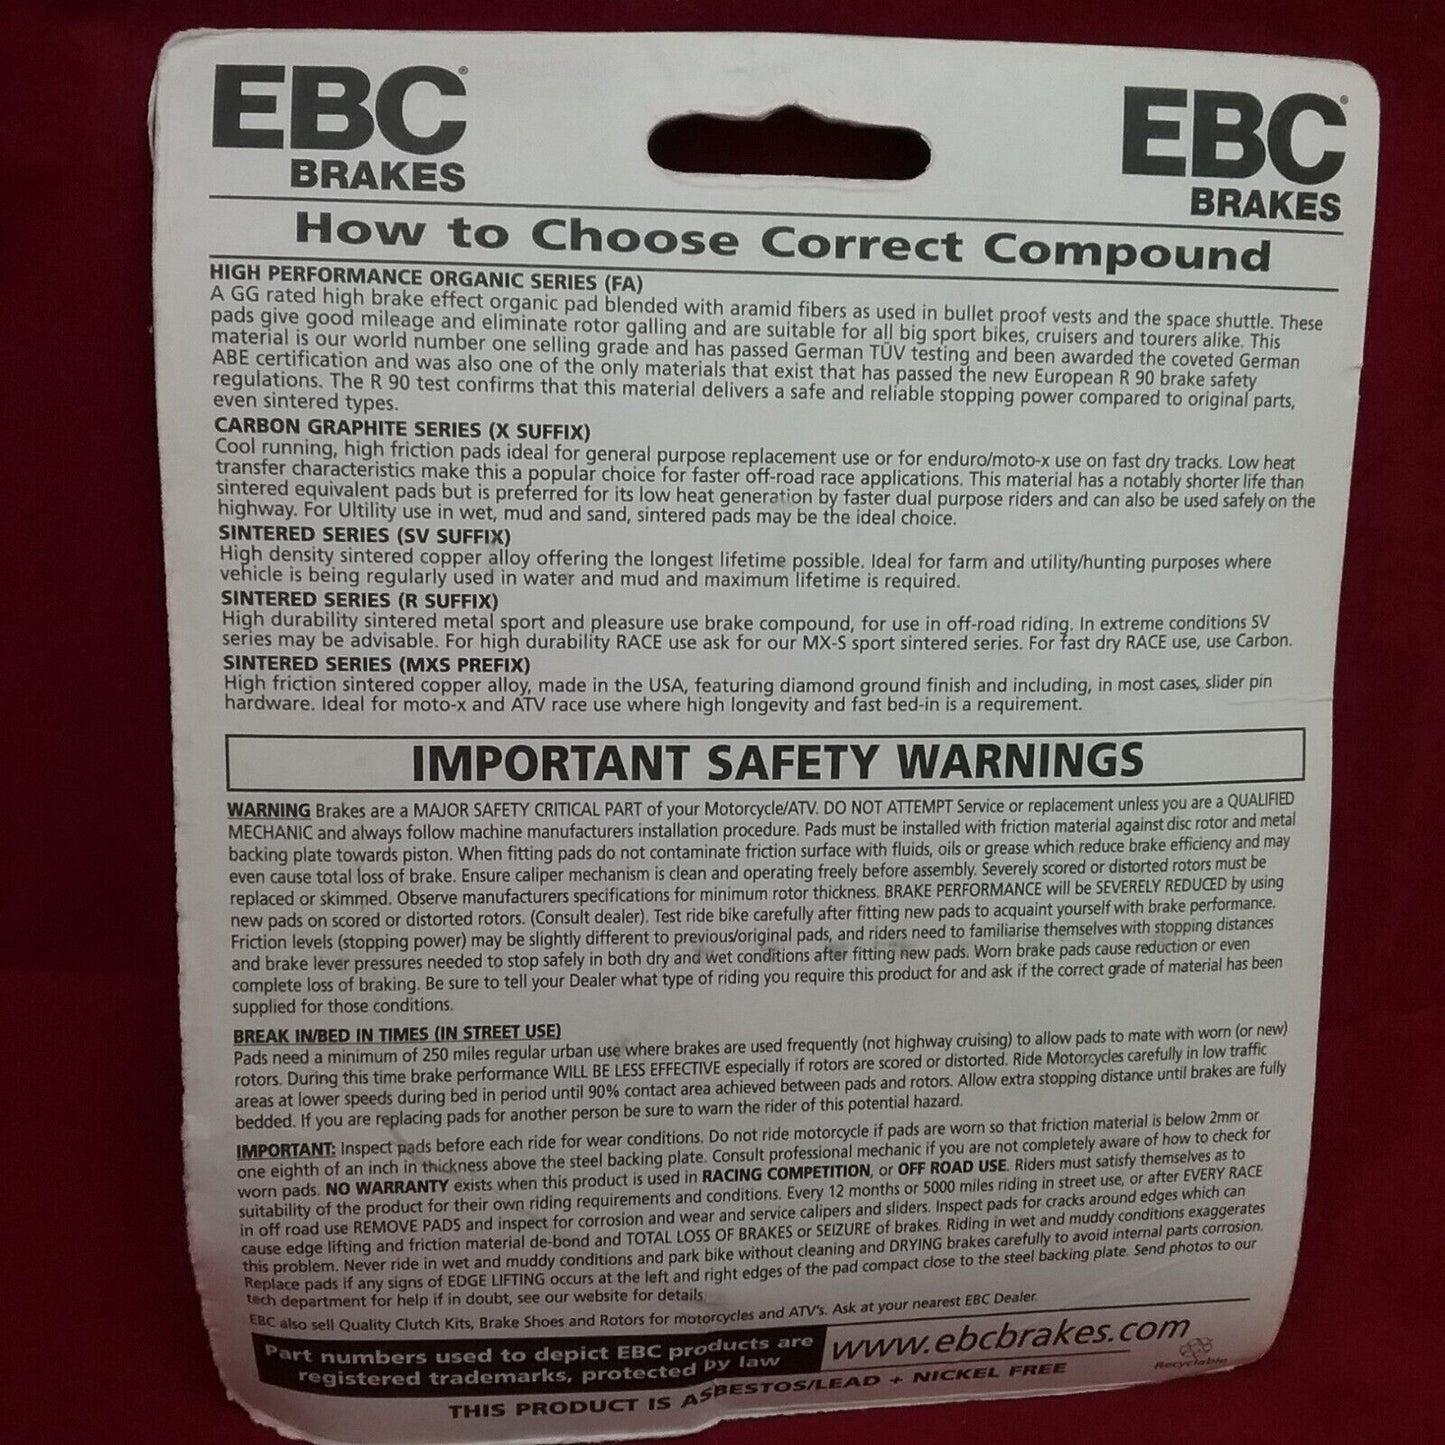 EBC®
BRAKES
EBC®
BRAKES
How to Choose Correct Compound
HIGH PERFORMANCE ORGANIC SERIES (FA)
A GG rated high brake effect organic pad blended with aramid fibers as used in bullet proof vests and the space shuttle. These
pads give good mileage and eliminate rotor galling and are suitable for all big sport bikes, cruisers and tourers alike. This
material is our world number one selling grade and has passed German TÜV testing and been awarded the coveted German
ABE certification and was also one of the only materials that exist that has passed the new European R 90 brake safety
regulations. The R 90 test confirms that this material delivers a safe and reliable stopping power compared to original parts,
even sintered types.
CARBON GRAPHITE SERIES (X SUFFIX)
Cool running, high friction pads ideal for general purpose replacement use or for enduro/moto-x use on fast dry tracks. Low heat
transfer characteristics make this a popular choice for faster off-road race applications. This material has a notably shorter life than
sintered equivalent pads but is preferred for its low heat generation by faster dual purpose riders and can also be used safely on the
highway. For Ultility use in wet, mud and sand, sintered pads may be the ideal choice.
SINTERED SERIES (SV SUFFIX)
High density sintered copper alloy offering the longest lifetime possible. Ideal for farm and utility/hunting purposes where
vehicle is being regularly used in water and mud and maximum lifetime is required.
SINTERED SERIES (R SUFFIX)
High durability sintered metal sport and pleasure use brake compound, for use in off-road riding. In extreme conditions SV
series may be advisable. For high durability RACE use ask for our MX-S sport sintered series. For fast dry RACE use, use Carbon.
SINTERED SERIES (MXS PREFIX)
High friction sintered copper alloy, made in the USA, featuring diamond ground finish and including, in most cases, slider pin
hardware. Ideal for moto-x and ATV race use where high longevity and fast bed-in is a requirement.
IMPORTANT SAFETY WARNINGS
WARNING Brakes are a MAJOR SAFETY CRITICAL PART of your Motorcycle/ATV. DO NOT ATTEMPT Service or replacement unless you are a QUALIFIED
MECHANIC and always follow machine manufacturers installation procedure. Pads must be installed with friction material against disc rotor and metal
backing plate towards piston. When fitting pads do not contaminate friction surface with fluids, oils or grease which reduce brake efficiency and may
even cause total loss of brake. Ensure caliper mechanism is clean and operating freely before assembly. Severely scored or distorted rotors must be
replaced or skimmed. Observe manufacturers specifications for minimum rotor thickness. BRAKE PERFORMANCE will be SEVERELY REDUCED by using
new pads on scored or distorted rotors. (Consult dealer). Test ride bike carefully after fitting new pads to acquaint yourself with brake performance.
Friction levels (stopping power) may be slightly different to previous/original pads, and riders need to familiarise themselves with stopping distances
and brake lever pressures needed to stop safely in both dry and wet conditions after fitting new pads. Worn brake pads cause reduction or even
complete loss of braking. Be sure to tell your Dealer what type of riding you require this product for and ask if the correct grade of material has been
supplied for those conditions.
BREAK IN/BED IN TIMES (IN STREET USE)
Pads need a minimum of 250 miles regular urban use where brakes are used frequently (not highway cruising) to allow pads to mate with worn (or new)
rotors. During this time brake performance WILL BE LESS EFFECTIVE especially if rotors are scored or distorted. Ride Motorcycles carefully in low traffic
areas at lower speeds during bed in period until 90% contact area achieved between pads and rotors. Allow extra stopping distance until brakes are fully
bedded. If you are replacing pads for another person be sure to warn the rider of this potential hazard.
IMPORTANT: Inspect pads before each ride for wear conditions. Do not ride motorcycle if pads are worn so that friction material is below 2mm or
one eighth of an inch in thickness above the steel backing plate. Consult professional mechanic if you are not completely aware of how to check for
worn pads. NO WARRANTY exists when this product is used in RACING COMPETITION, or OFF ROAD USE. Riders must satisfy themselves as to
suitability of the product for their own riding requirements and conditions. Every 12 months or 5000 miles riding in street use, or after EVERY RACE
in off road use REMOVE PADS and inspect for corrosion and wear and service calipers and sliders. Inspect pads for cracks around edges which can
cause edge lifting and friction material de-bond and TOTAL LOSS OF BRAKES or SEIZURE of brakes. Riding in wet and muddy conditions exaggerates
this problem. Never ride in wet and muddy conditions and park bike without cleaning and DRYING brakes carefully to avoid internal parts corrosion.
Replace pads if any signs of EDGE LIFTING occurs at the left and right edges of the pad compact close to the steel backing plate. Send photos to our
tech department for help if in doubt, see our website for details.
EBC also sell Quality Clutch Kits, Brake Shoes and Rotors for motorcycles and ATV's. Ask at your nearest EBC Dealer.
Part numbers used to depict EBC products are
registered trademarks, protected by law
www.ebcbrakes.com
Recyclable
THIS PRODUCT IS ASBESTOS/LEAD + NICKEL FREE